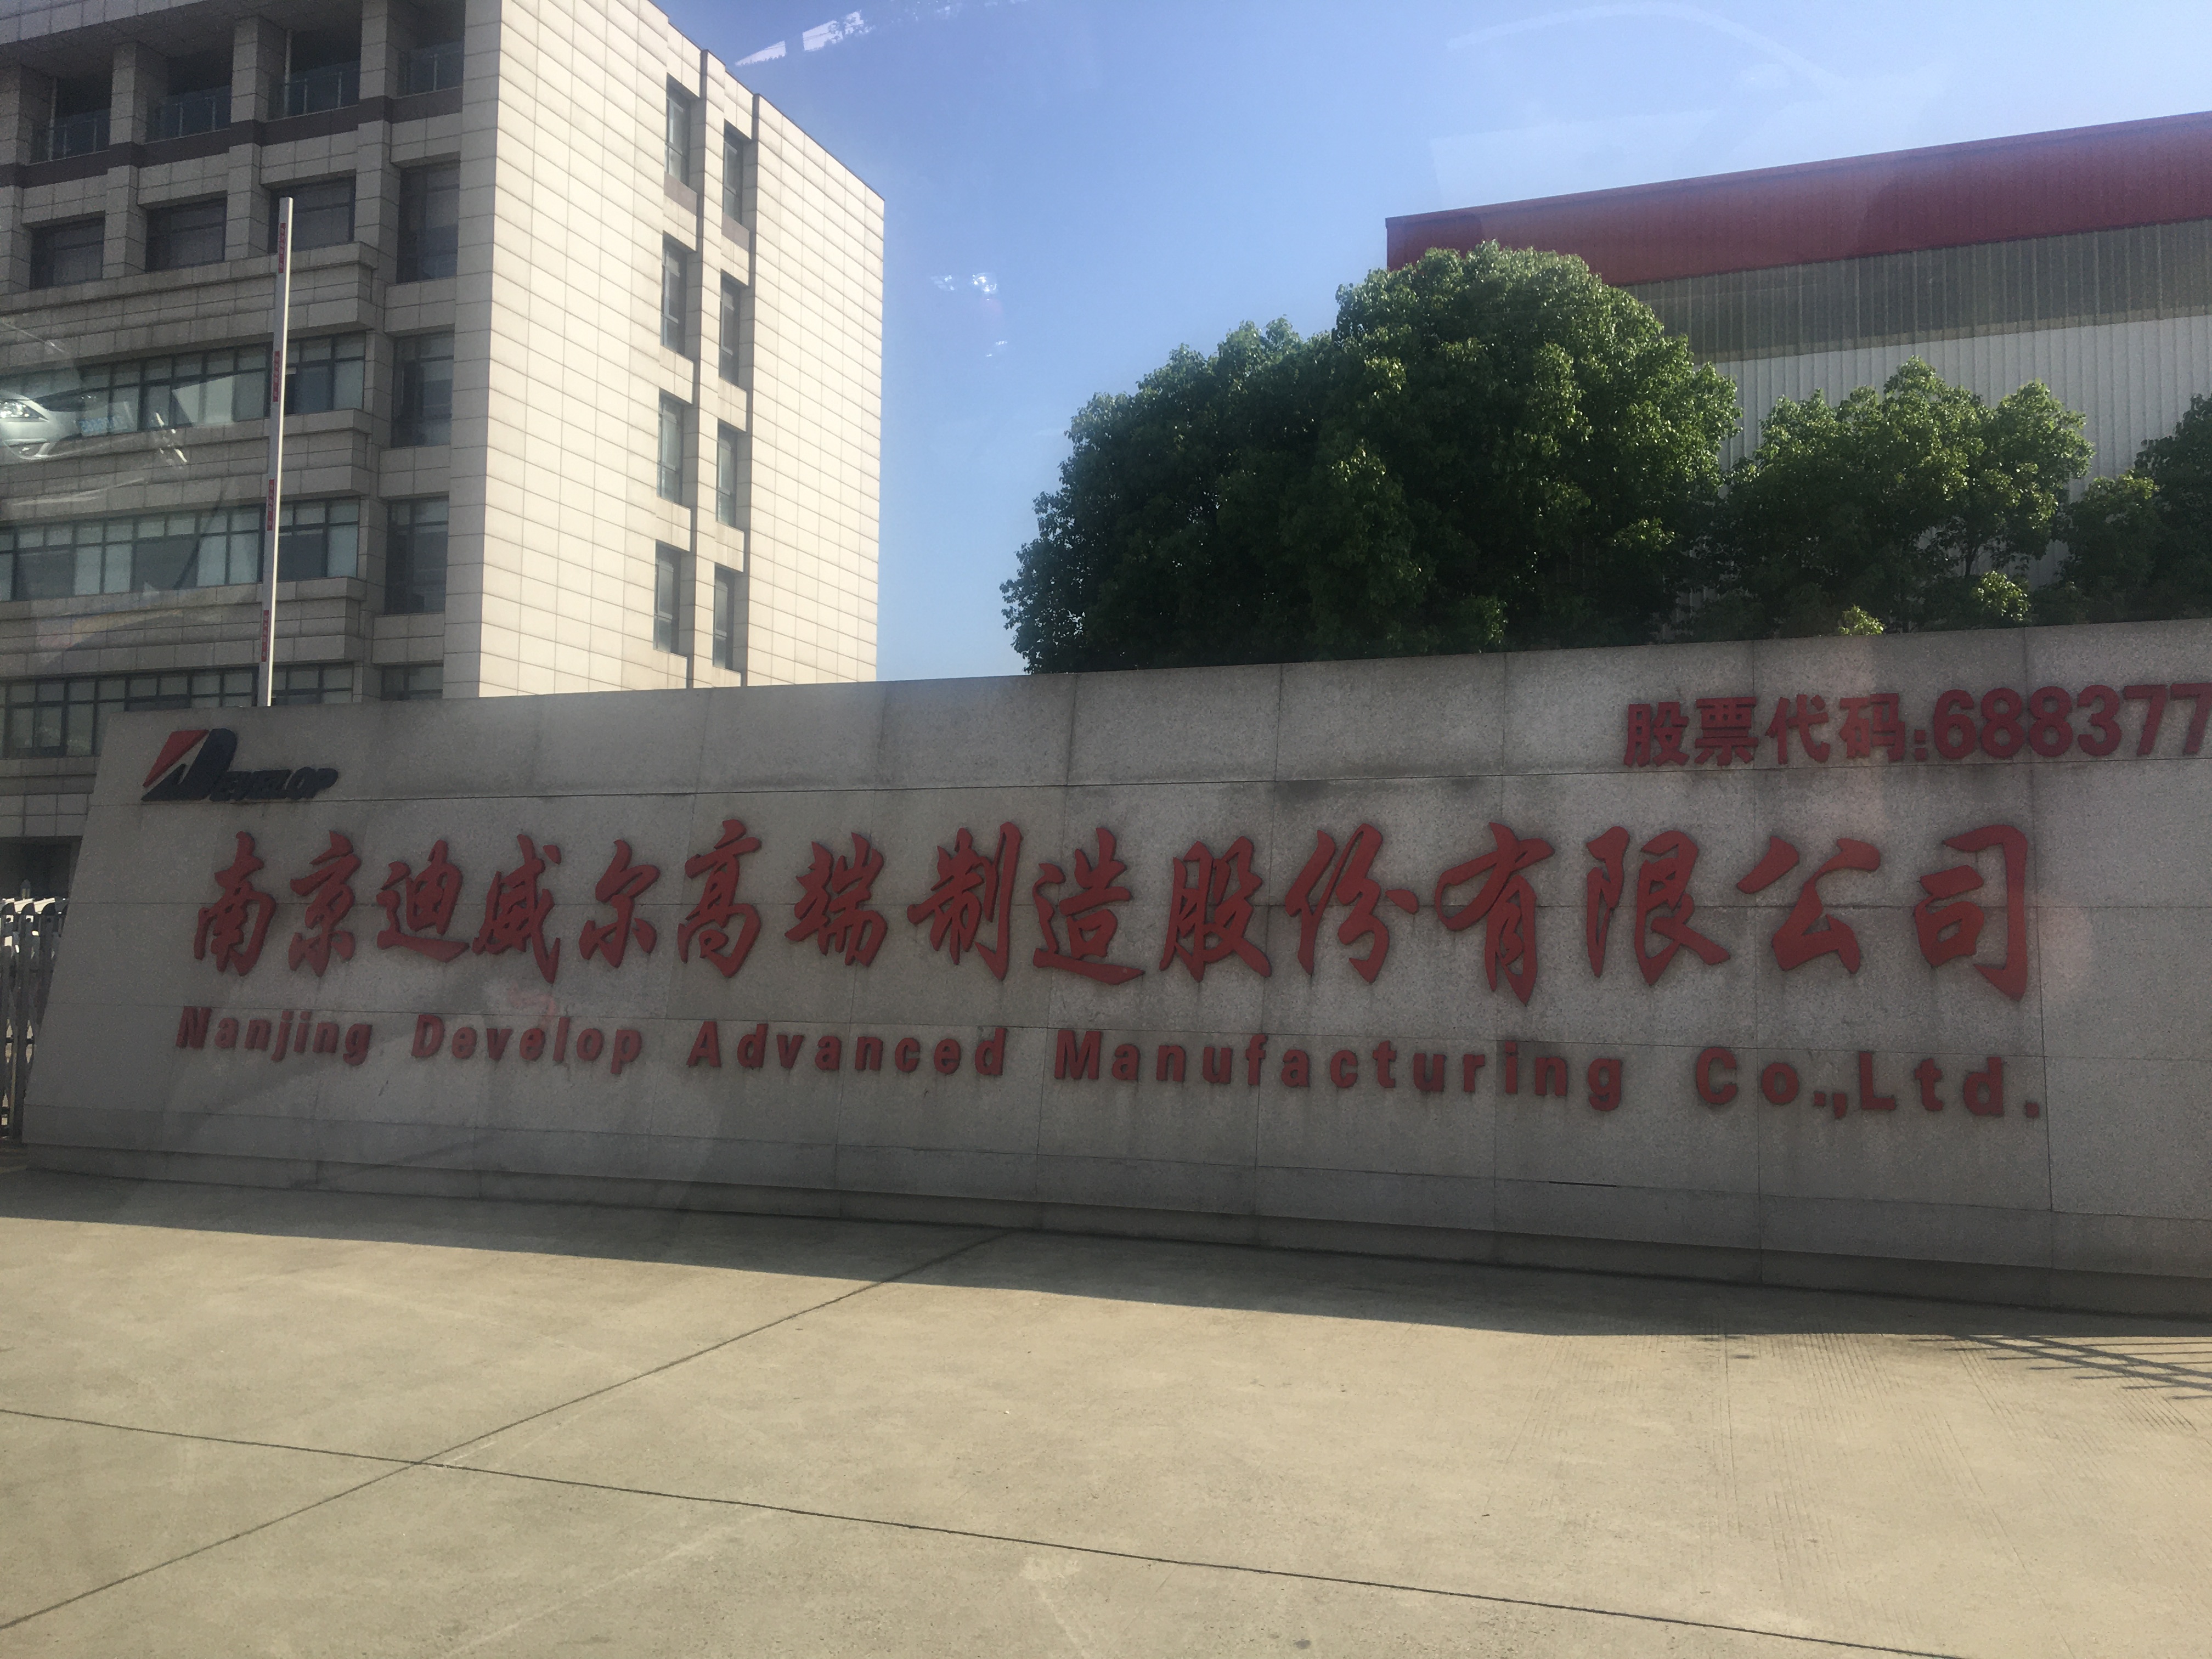 DEVELOP
股票代码:688377
南京迪威尔高端制造股份有限公司
Nanjing Develop Advanced Manufacturing Co.,Ltd.